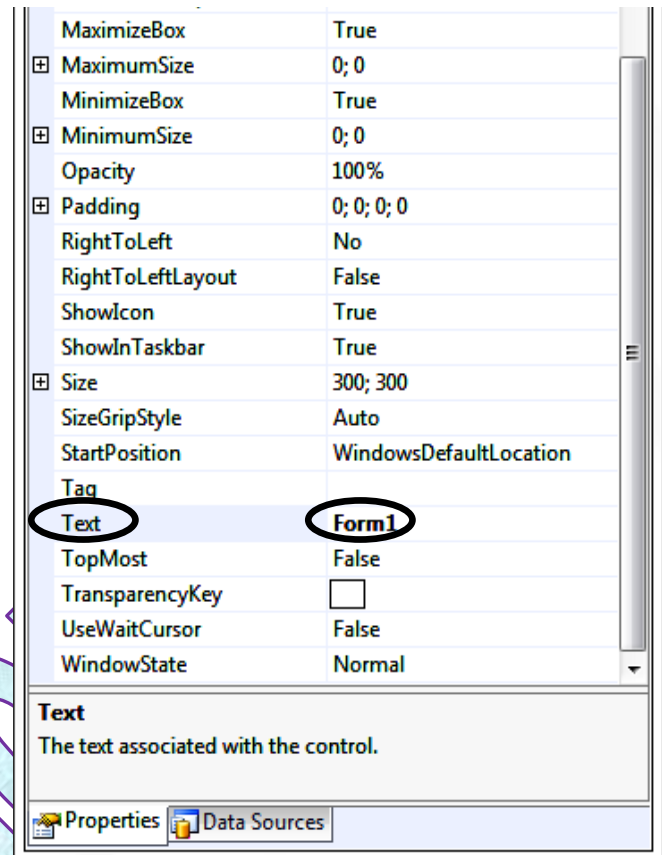 MaximizeBox True
MaximumSize 0; 0
MinimizeBox True
MinimumSize 0; 0
Opacity 100%
Padding 0; 0; 0; 0
RightToLeft No
RightToLeftLayout False
ShowIcon True
ShowInTaskbar True
Size 300; 300
SizeGripStyle Auto
StartPosition WindowsDefaultLocation
Tag
Text Form1
TopMost False
TransparencyKey
UseWaitCursor False
WindowState Normal
Text
The text associated with the control.
Properties Data Sources